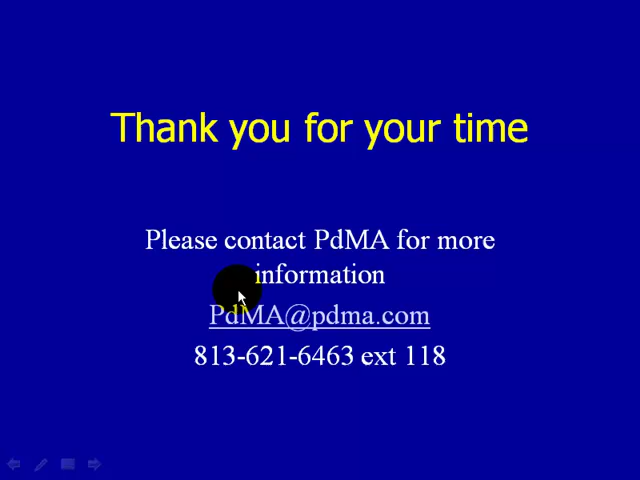 Thank you for your time
Please contact PdMA for more
information
PdMA@pdma.com
813-621-6463 ext 118